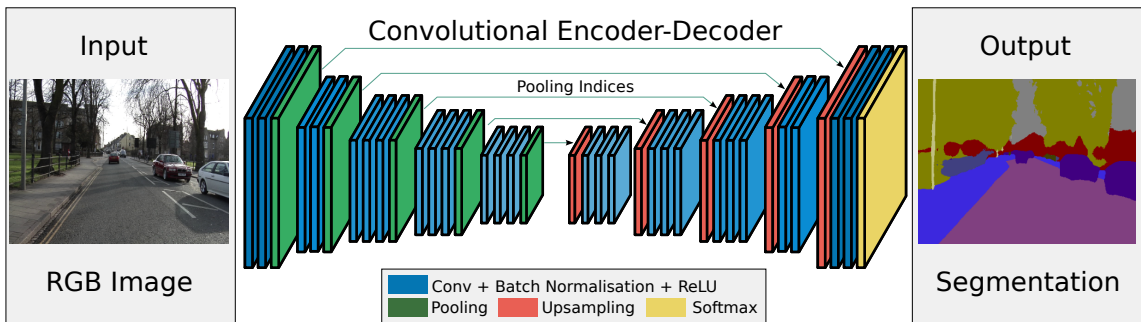 Input
RGB Image
Convolutional Encoder-Decoder
Pooling Indices
Output
Segmentation
Conv + Batch Normalisation + ReLU
Pooling
Upsampling
Softmax